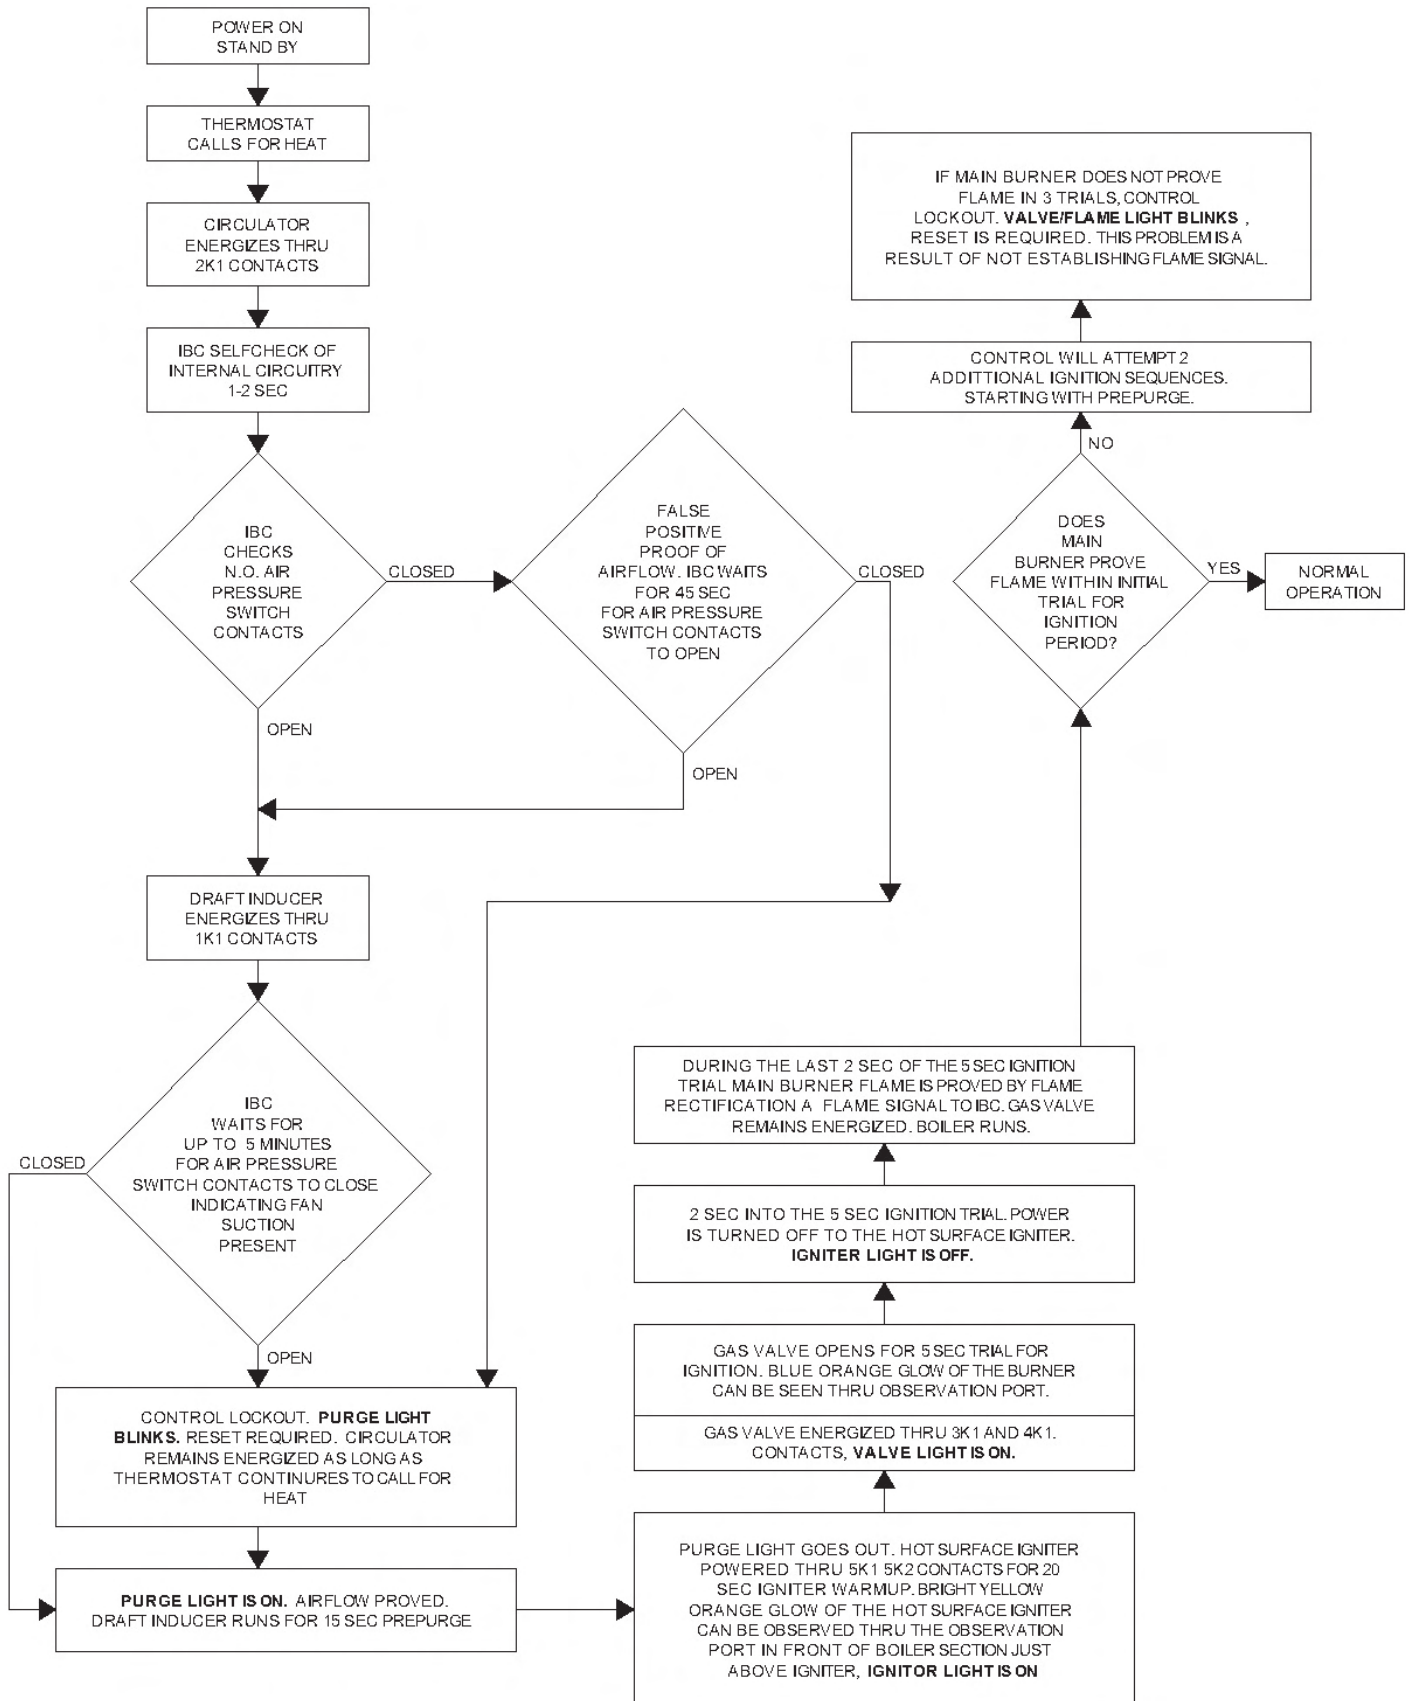 POWER ON
STAND BY
THERMOSTAT
CALLS FOR HEAT
CIRCULATOR
ENERGIZES THRU
2K1 CONTACTS
IBC SELFCHECK OF
INTERNAL CIRCUITRY
1-2 SEC
IBC
CHECKS
N.O. AIR
PRESSURE
SWITCH
CONTACTS
CLOSED
OPEN
FALSE
POSITIVE
PROOF OF
AIRFLOW. IBC WAITS
FOR 45 SEC
FOR AIR PRESSURE
SWITCH CONTACTS
TO OPEN
CLOSED
OPEN
DRAFT INDUCER
ENERGIZES THRU
1K1 CONTACTS
IBC
WAITS FOR
UP TO 5 MINUTES
FOR AIR PRESSURE
SWITCH CONTACTS TO CLOSE
INDICATING FAN
SUCTION
PRESENT
CLOSED
OPEN
CONTROL LOCKOUT. PURGE LIGHT
BLINKS. RESET REQUIRED. CIRCULATOR
REMAINS ENERGIZED AS LONG AS
THERMOSTAT CONTINURES TO CALL FOR
HEAT
PURGE LIGHT IS ON. AIRFLOW PROVED.
DRAFT INDUCER RUNS FOR 15 SEC PREPURGE
PURGE LIGHT GOES OUT. HOT SURFACE IGNITER
POWERED THRU 5K1 5K2 CONTACTS FOR 20
SEC IGNITER WARMUP. BRIGHT YELLOW
ORANGE GLOW OF THE HOT SURFACE IGNITER
CAN BE OBSERVED THRU THE OBSERVATION
PORT IN FRONT OF BOILER SECTION JUST
ABOVE IGNITER, IGNITOR LIGHT IS ON
GAS VALVE OPENS FOR 5 SEC TRIAL FOR
IGNITION. BLUE ORANGE GLOW OF THE BURNER
CAN BE SEEN THRU OBSERVATION PORT.
GAS VALVE ENERGIZED THRU 3K1 AND 4K1.
CONTACTS, VALVE LIGHT IS ON.
2 SEC INTO THE 5 SEC IGNITION TRIAL. POWER
IS TURNED OFF TO THE HOT SURFACE IGNITER.
IGNITER LIGHT IS OFF.
DURING THE LAST 2 SEC OF THE 5 SEC IGNITION
TRIAL MAIN BURNER FLAME IS PROVED BY FLAME
RECTIFICATION A FLAME SIGNAL TO IBC. GAS VALVE
REMAINS ENERGIZED. BOILER RUNS.
DOES
MAIN
BURNER PROVE
FLAME WITHIN INITIAL
TRIAL FOR
IGNITION
PERIOD?
YES
NORMAL
OPERATION
NO
CONTROL WILL ATTEMPT 2
ADDITTIONAL IGNITION SEQUENCES.
STARTING WITH PREPURGE.
IF MAIN BURNER DOES NOT PROVE
FLAME IN 3 TRIALS, CONTROL
LOCKOUT. VALVE/FLAME LIGHT BLINKS ,
RESET IS REQUIRED. THIS PROBLEM IS A
RESULT OF NOT ESTABLISHING FLAME SIGNAL.